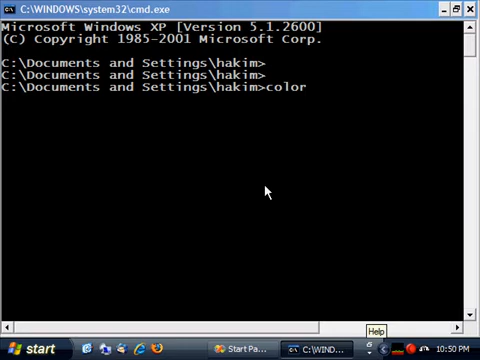 C:\WINDOWS\system32\cmd.exe
Microsoft Windows XP [Version 5.1.2600]
(C) Copyright 1985-2001 Microsoft Corp.
C:\Documents and Settings\hakim>
C:\Documents and Settings\hakim>
C:\Documents and Settings\hakim>color
Help
start
Start Pa...
C:\WIND...
10:50 PM